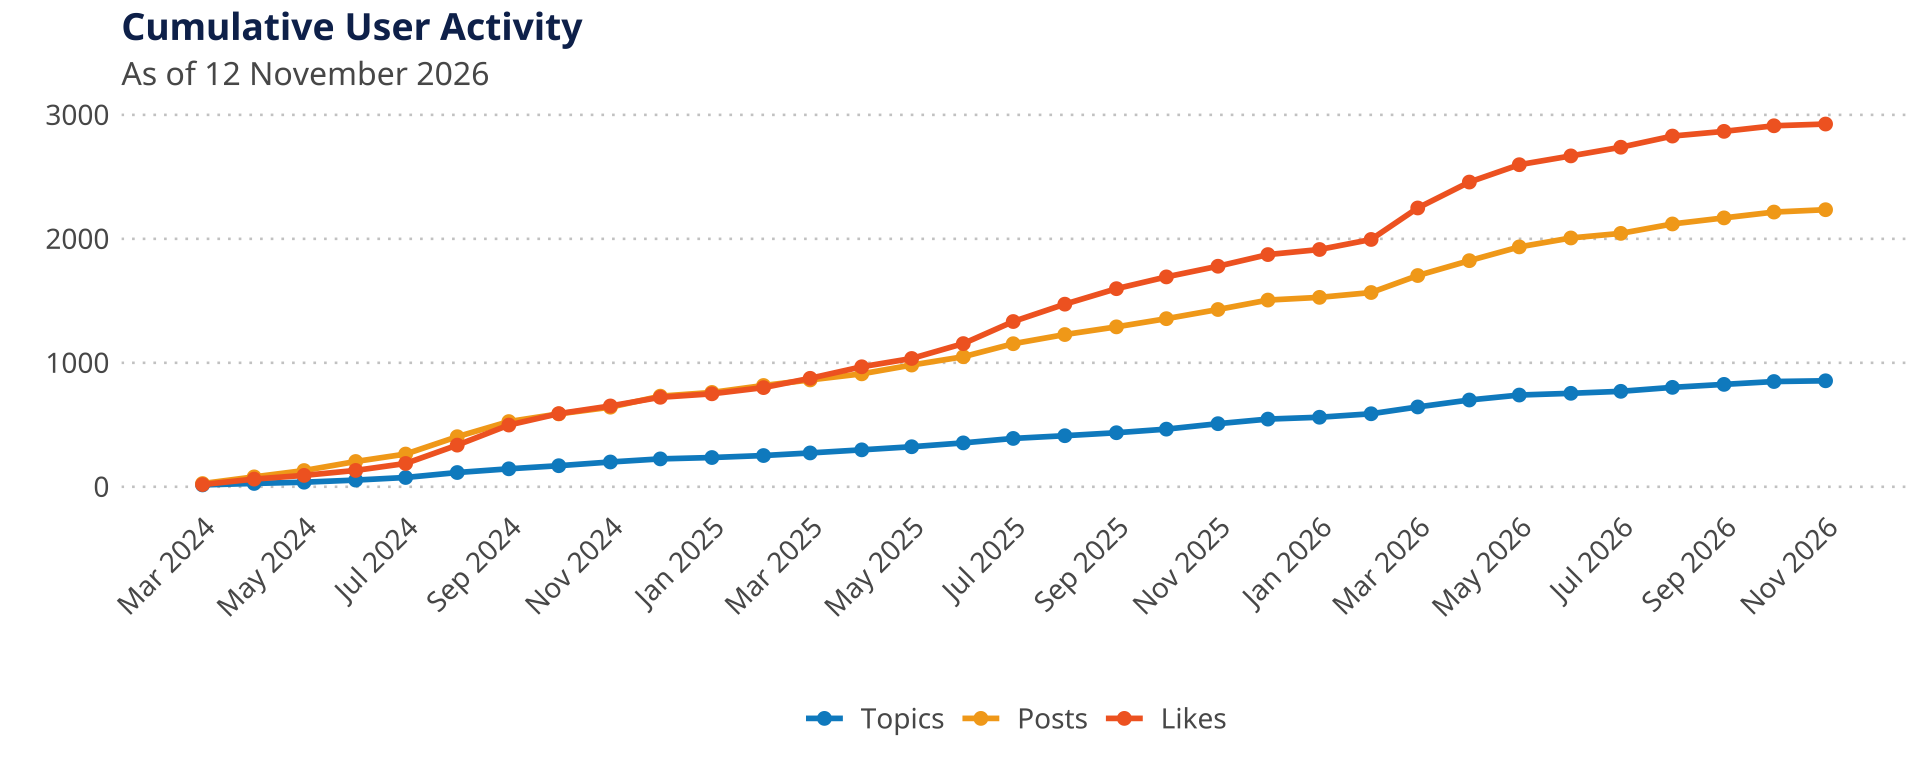 Cumulative User Activity
As of 12 November 2026
3000
2000
1000
0
Mar 2024
May 2024
Jul 2024
Sep 2024
Nov 2024
Jan 2025
Mar 2025
May 2025
Jul 2025
Sep 2025
Nov 2025
Jan 2026
Mar 2026
May 2026
Jul 2026
Sep 2026
Nov 2026
Topics Posts Likes